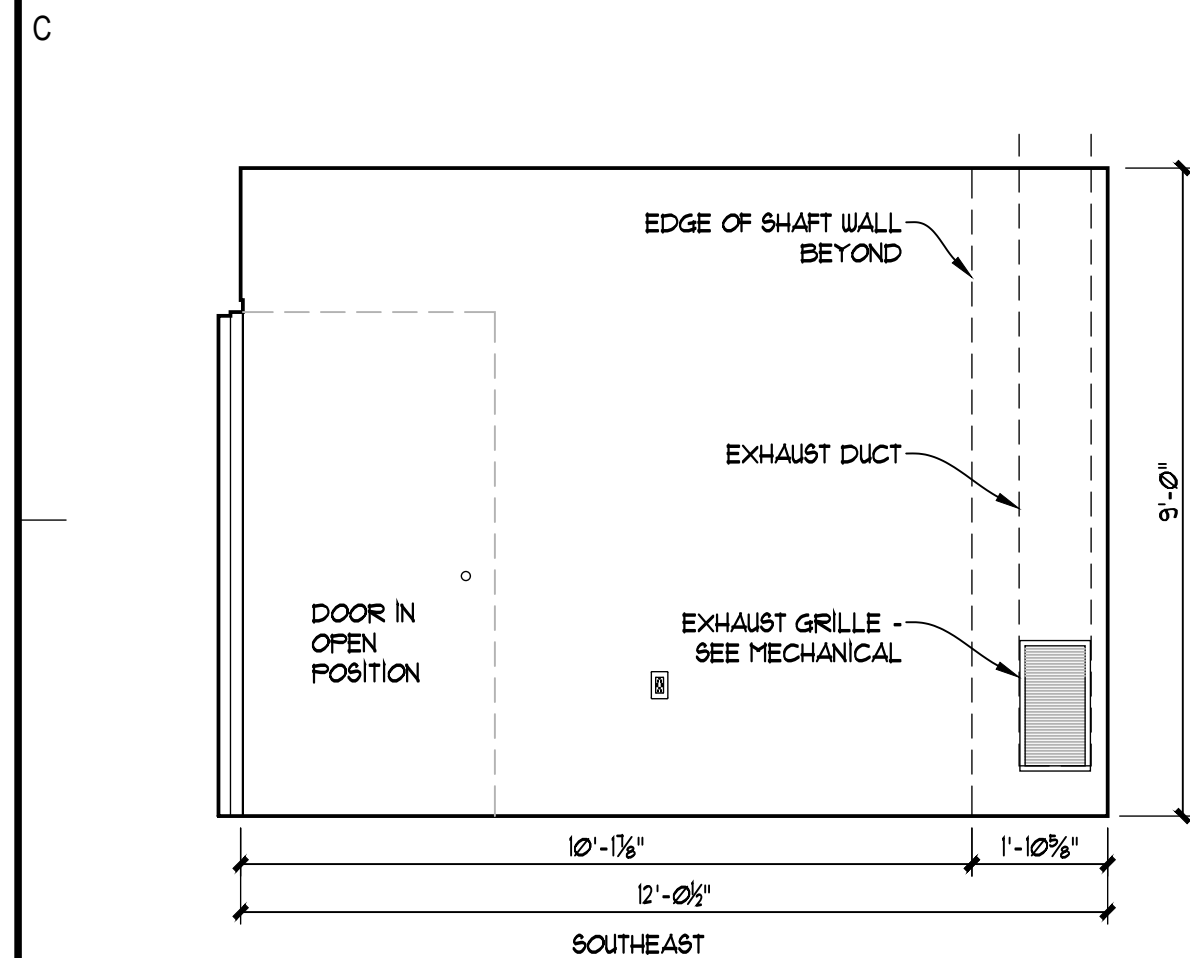 C
EDGE OF SHAFT WALL
BEYOND
EXHAUST DUCT
9'-0"
DOOR IN
OPEN
POSITION
EXHAUST GRILLE -
SEE MECHANICAL
10'-1⅞"
1'-10⅝"
12'-0½"
SOUTHEAST